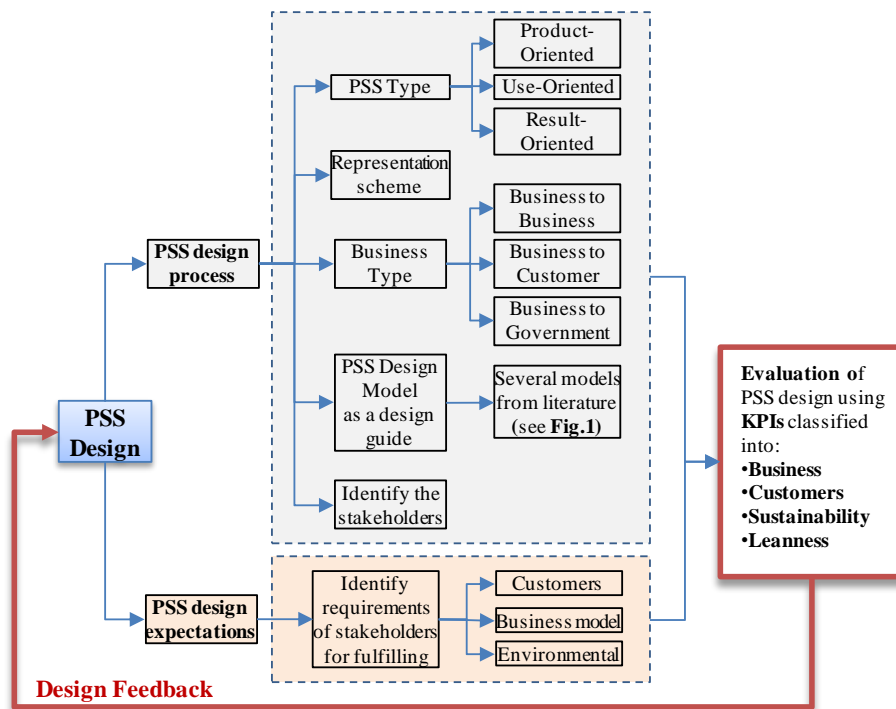 Product-
Oriented
PSS Type
Use-Oriented
Result-
Oriented
Representation
scheme
Business to
Business
PSS design
process
Business
Type
Business to
Customer
Business to
Government
PSS Design
Model
as a design
guide
Several models
from literature
(see Fig.1)
Identify the
stakeholders
PSS
Design
Evaluation of
PSS design using
KPIs classified
into:
•Business
•Customers
•Sustainability
•Leanness
PSS design
expectations
Identify
requirements
of stakeholders
for fulfilling
Customers
Business model
Environmental
Design Feedback